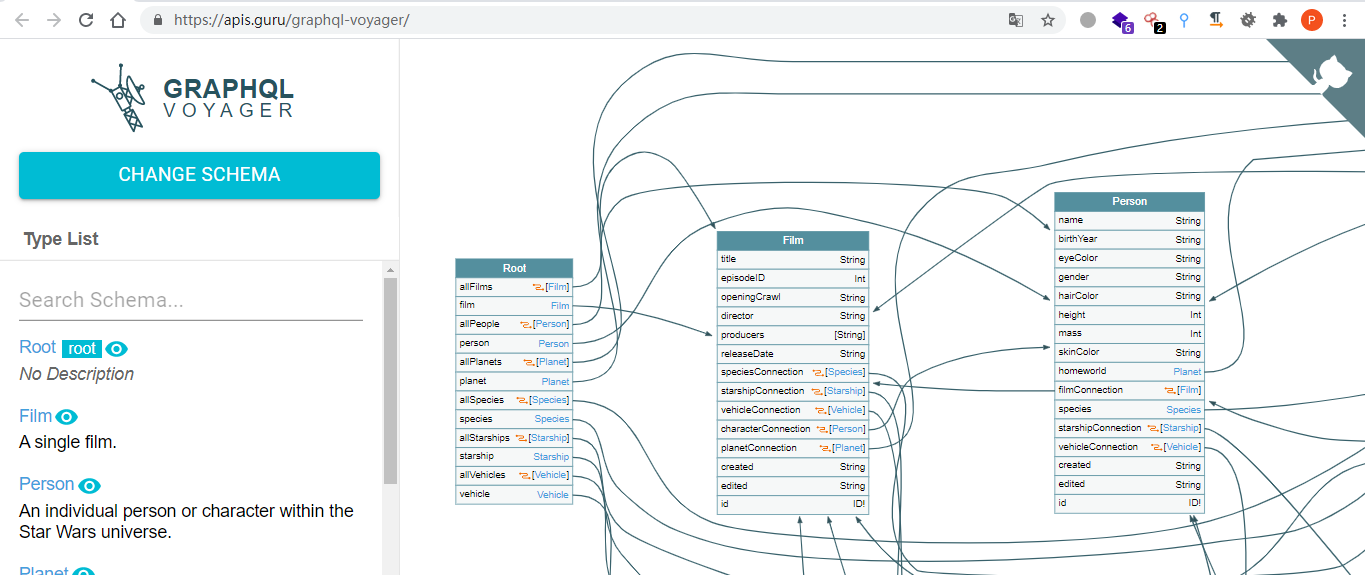 https://apis.guru/graphql-voyager/
6
2
P
GRAPHQL
VOYAGER
CHANGE SCHEMA
Type List
Search Schema...
Root root
No Description
Film
A single film.
Person
An individual person or character within the
Star Wars universe.
Planet
Root
allFilms [Film]
film Film
allPeople [Person]
person Person
allPlanets [Planet]
planet Planet
allSpecies [Species]
species Species
allStarships [Starship]
starship Starship
allVehicles [Vehicle]
vehicle Vehicle
Film
title String
episodeID Int
openingCrawl String
director String
producers [String]
releaseDate String
speciesConnection [Species]
starshipConnection [Starship]
vehicleConnection [Vehicle]
characterConnection [Person]
planetConnection [Planet]
created String
edited String
id ID!
Person
name String
birthYear String
eyeColor String
gender String
hairColor String
height Int
mass Int
skinColor String
homeworld Planet
filmConnection [Film]
species Species
starshipConnection [Starship]
vehicleConnection [Vehicle]
created String
edited String
id ID!